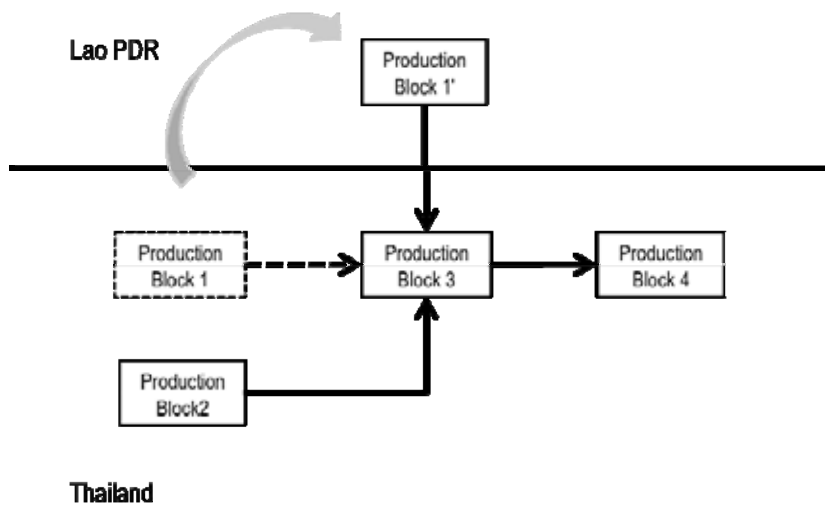 Lao PDR
Production
Block 1'
Production
Block 1
Production
Block 3
Production
Block 4
Production
Block2
Thailand